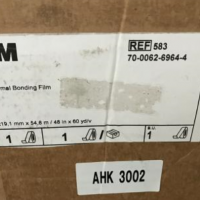 M
REF 583
70-0062-6964-4
mal Bonding Film
19,1 mm x 54,8 m / 48 in x 60 yd/v
1 1 / 1
AHK 3002